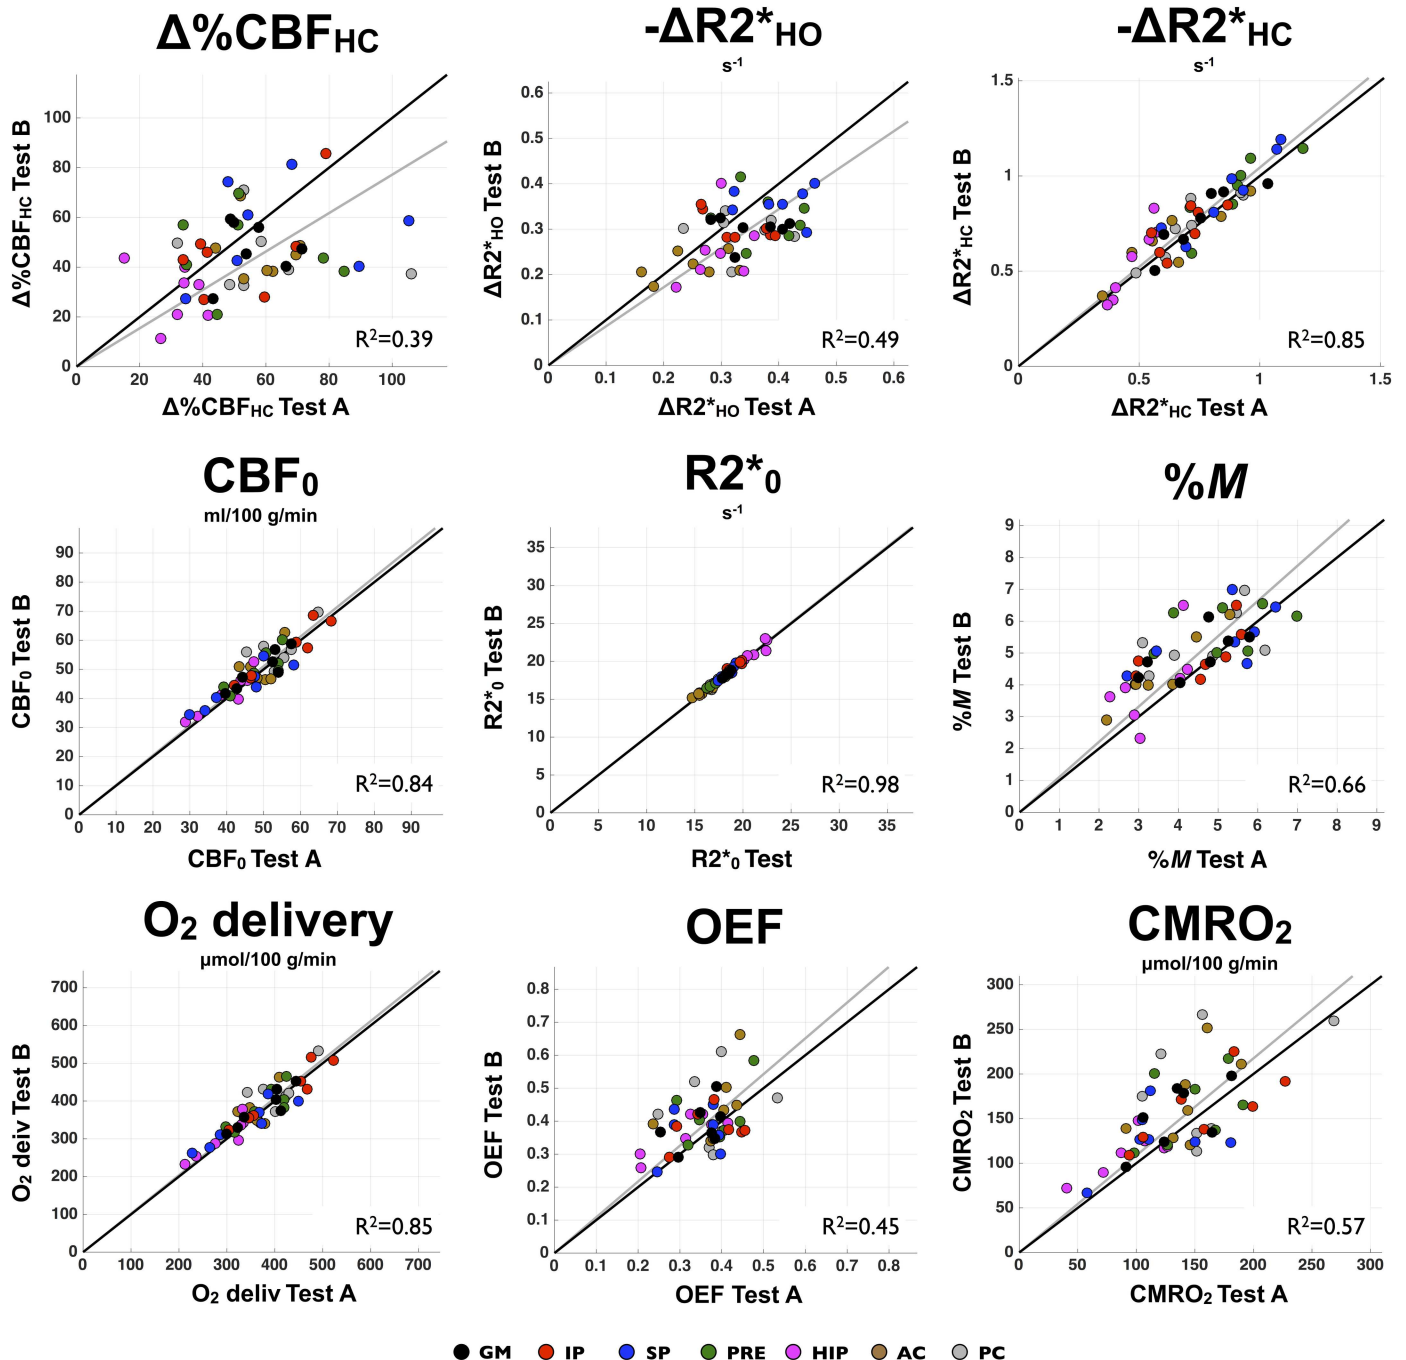 Δ%CBFHC
-ΔR2*HO
s-1
-ΔR2*HC
s-1
Δ%CBFHC Test B
100
80
60
40
20
0
R2=0.39
0 20 40 60 80 100
Δ%CBFHC Test A
ΔR2*HO Test B
0.6
0.5
0.4
0.3
0.2
0.1
0
R2=0.49
0 0.1 0.2 0.3 0.4 0.5 0.6
ΔR2*HO Test A
ΔR2*HC Test B
1.5
1
0.5
0
R2=0.85
0 0.5 1 1.5
ΔR2*HC Test A
CBF0
ml/100 g/min
R2*0
s-1
%M
CBF0 Test B
90
80
70
60
50
40
30
20
10
0
R2=0.84
0 10 20 30 40 50 60 70 80 90
CBF0 Test A
R2*0 Test B
35
30
25
20
15
10
5
0
R2=0.98
0 5 10 15 20 25 30 35
R2*0 Test
%M Test B
9
8
7
6
5
4
3
2
1
0
R2=0.66
0 1 2 3 4 5 6 7 8 9
%M Test A
O2 delivery
µmol/100 g/min
OEF
CMRO2
µmol/100 g/min
O2 deiv Test B
700
600
500
400
300
200
100
0
R2=0.85
0 100 200 300 400 500 600 700
O2 deliv Test A
OEF Test B
0.8
0.7
0.6
0.5
0.4
0.3
0.2
0.1
0
R2=0.45
0 0.1 0.2 0.3 0.4 0.5 0.6 0.7 0.8
OEF Test A
CMRO2 Test B
300
250
200
150
100
50
0
R2=0.57
0 50 100 150 200 250 300
CMRO2 Test A
GM IP SP PRE HIP AC PC